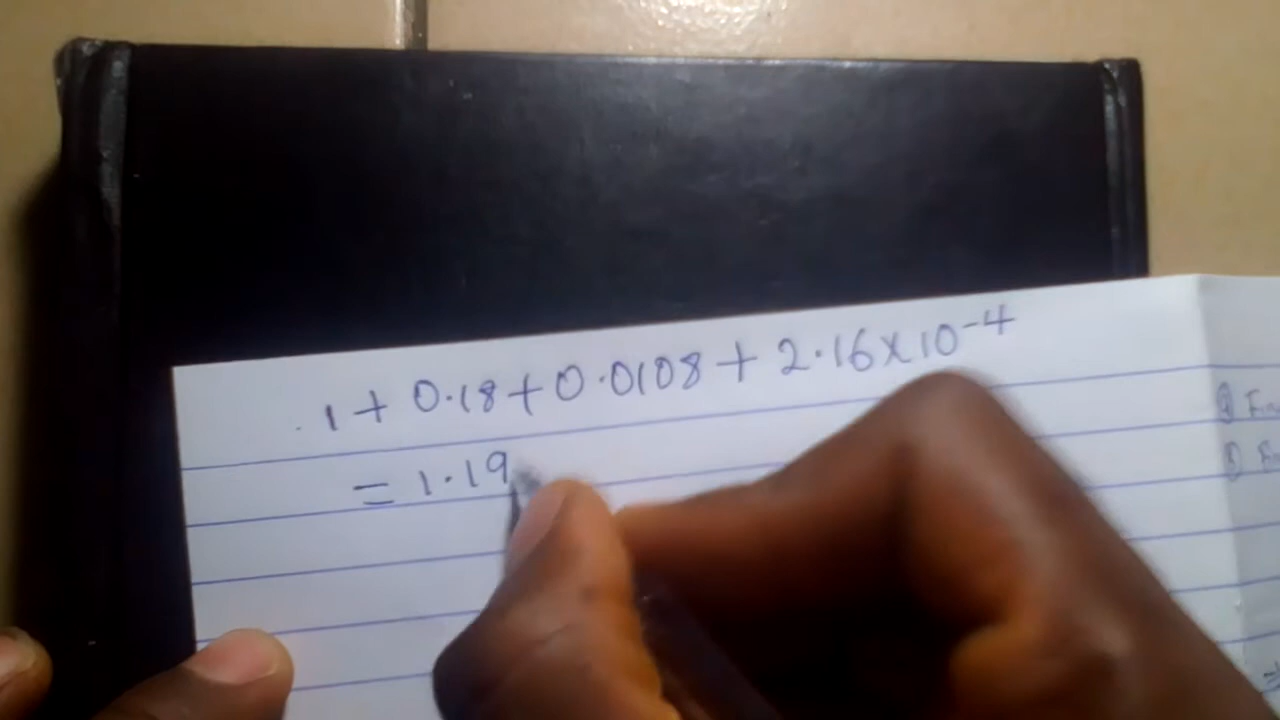 1 + 0.18 + 0.0108 + 2.16 x 10^-4
= 1.19